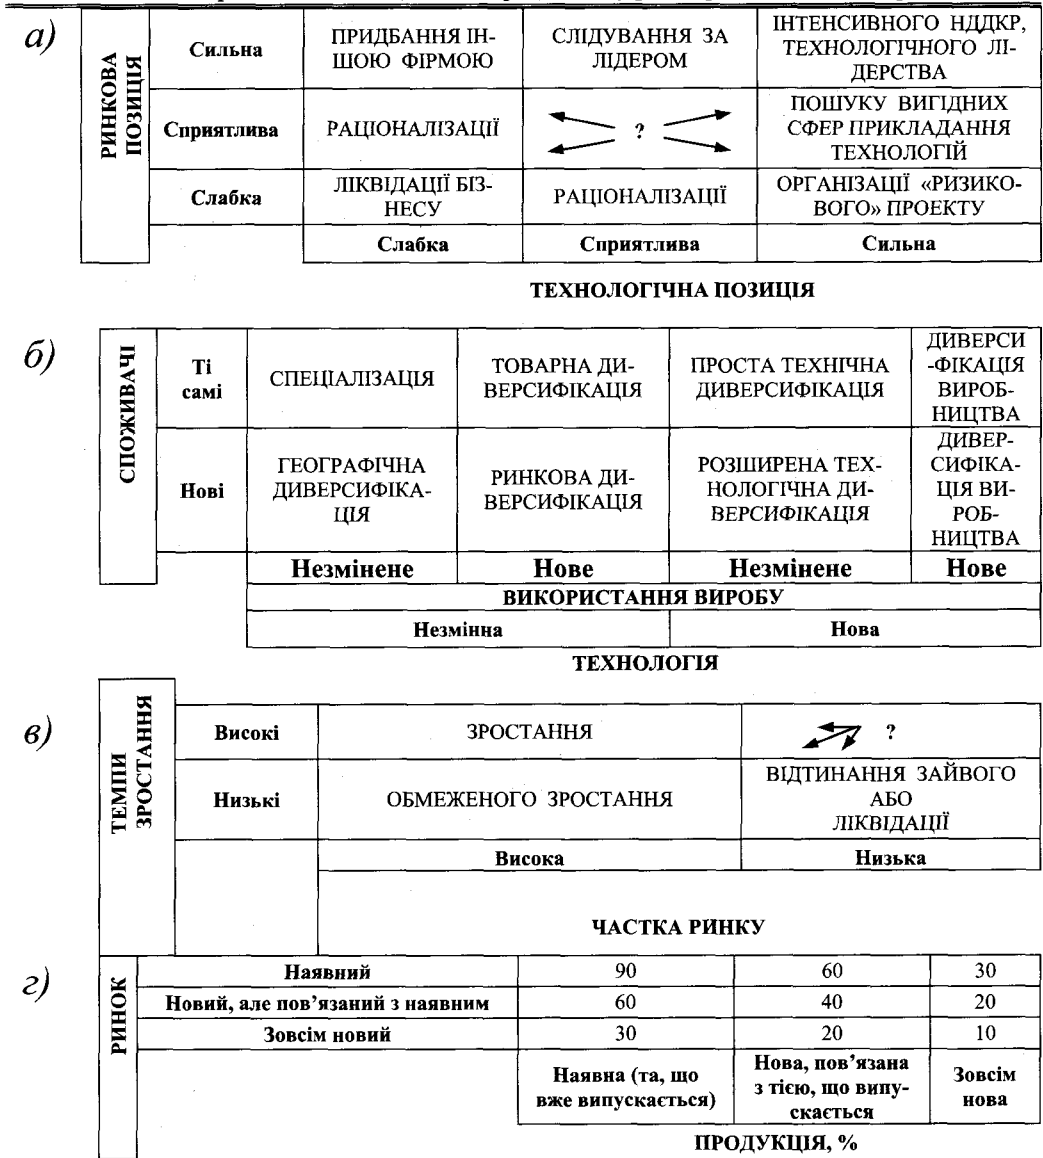 а)
РИНКОВА
ПОЗИЦІЯ
Сильна
ПРИДБАННЯ ІН-
ШОЮ ФІРМОЮ
СЛІДУВАННЯ ЗА
ЛІДЕРОМ
ІНТЕНСИВНОГО НДДКР,
ТЕХНОЛОГІЧНОГО ЛІ-
ДЕРСТВА
Сприятлива
РАЦІОНАЛІЗАЦІЇ
?
ПОШУКУ ВИГІДНИХ
СФЕР ПРИКЛАДАННЯ
ТЕХНОЛОГІЙ
Слабка
ЛІКВІДАЦІЇ БІЗ-
НЕСУ
РАЦІОНАЛІЗАЦІЇ
ОРГАНІЗАЦІЇ «РИЗИКО-
ВОГО» ПРОЕКТУ
Слабка
Сприятлива
Сильна
ТЕХНОЛОГІЧНА ПОЗИЦІЯ
б)
СПОЖИВАЧІ
Ті
самі
СПЕЦІАЛІЗАЦІЯ
ТОВАРНА ДИ-
ВЕРСИФІКАЦІЯ
ПРОСТА ТЕХНІЧНА
ДИВЕРСИФІКАЦІЯ
ДИВЕРСИ
-ФІКАЦІЯ
ВИРОБ-
НИЦТВА
Нові
ГЕОГРАФІЧНА
ДИВЕРСИФІКА-
ЦІЯ
РИНКОВА ДИ-
ВЕРСИФІКАЦІЯ
РОЗШИРЕНА ТЕХ-
НОЛОГІЧНА ДИ-
ВЕРСИФІКАЦІЯ
ДИВЕР-
СИФІКА-
ЦІЯ ВИ-
РОБ-
НИЦТВА
Незмінене
Нове
Незмінене
Нове
ВИКОРИСТАННЯ ВИРОБУ
Незмінна
Нова
ТЕХНОЛОГІЯ
в)
ТЕМПИ
ЗРОСТАННЯ
Високі
ЗРОСТАННЯ
?
Низькі
ОБМЕЖЕНОГО ЗРОСТАННЯ
ВІДТИНАННЯ ЗАЙВОГО
АБО
ЛІКВІДАЦІЇ
Висока
Низька
ЧАСТКА РИНКУ
г)
РИНОК
Наявний
90
60
30
Новий, але пов’язаний з наявним
60
40
20
Зовсім новий
30
20
10
Наявна (та, що
вже випускається)
Нова, пов’язана
з тією, що випу-
скається
Зовсім
нова
ПРОДУКЦІЯ, %